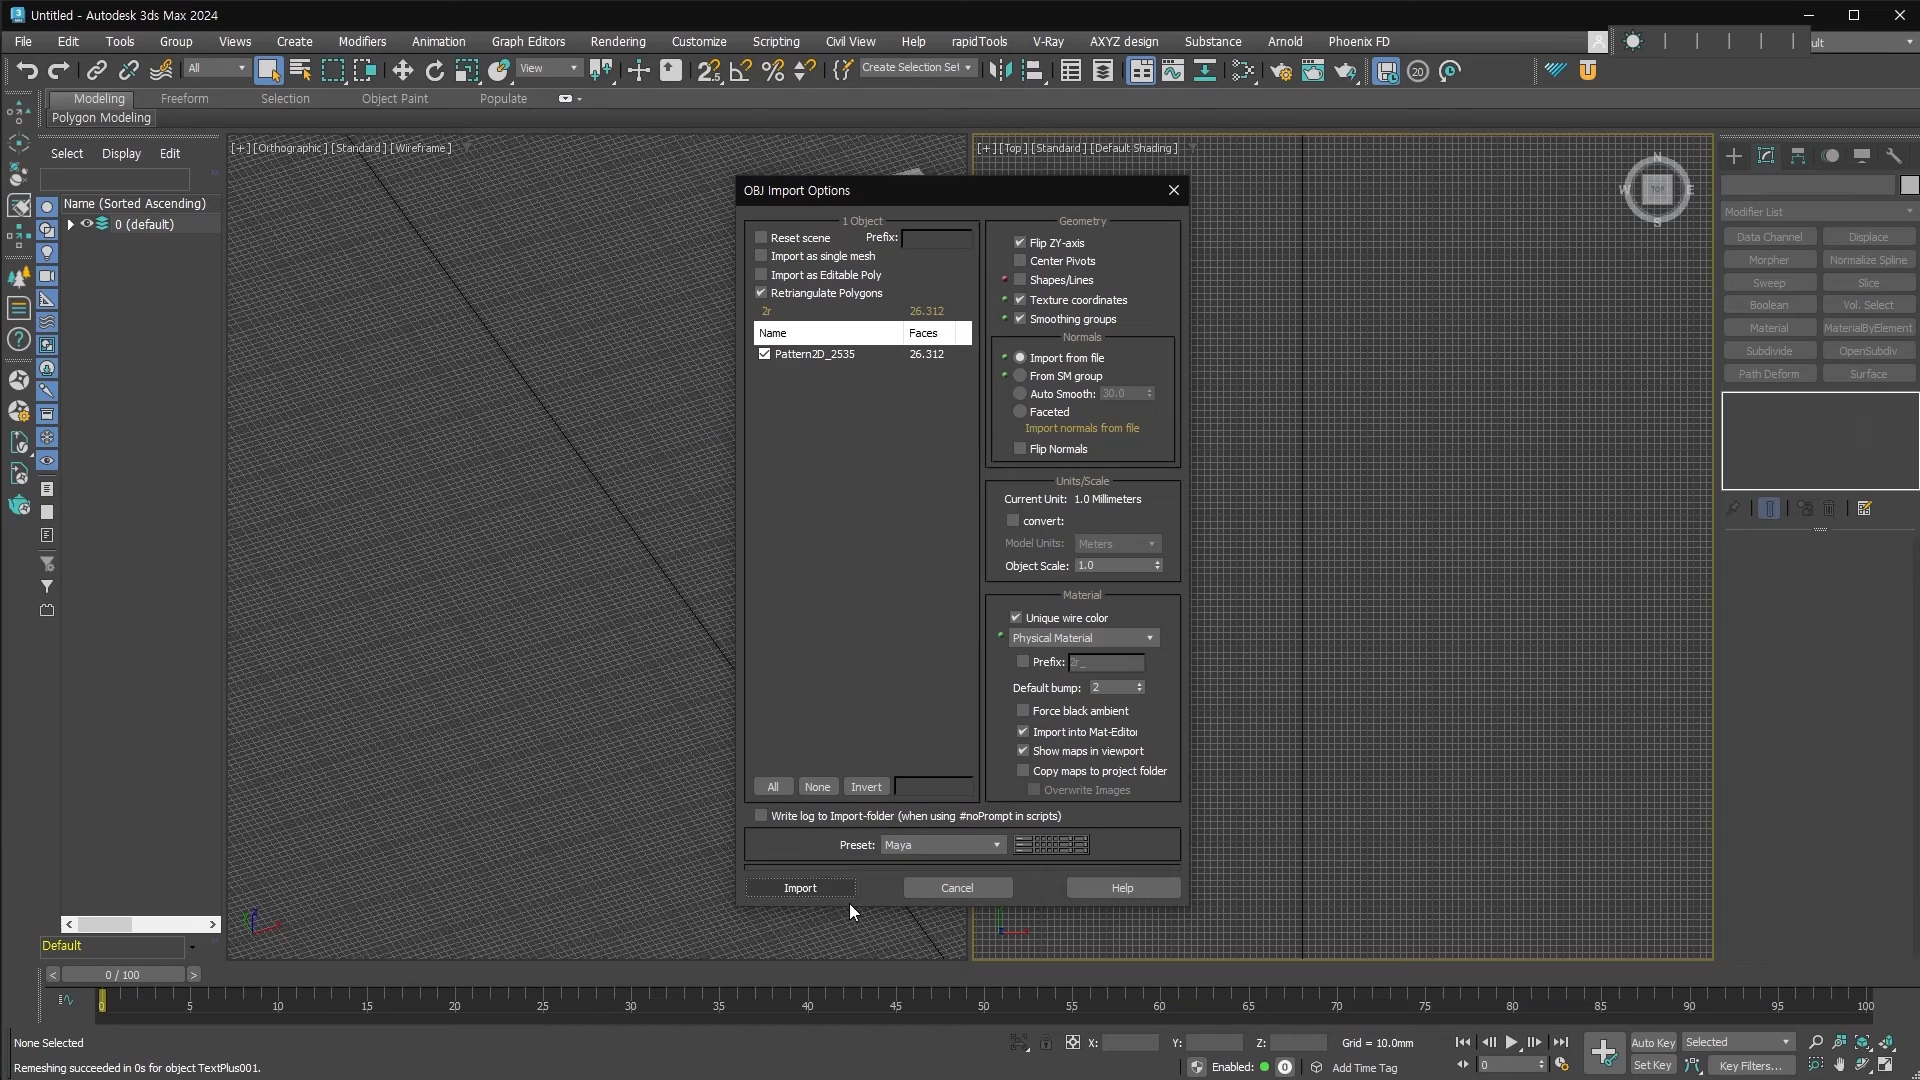 Untitled - Autodesk 3ds Max 2024
File Edit Tools Group Views Create Modifiers Animation Graph Editors Rendering Customize Scripting Civil View Help rapidTools V-Ray AXYZ design Substance Arnold Phoenix FD
All View Create Selection Set 20
Modeling Freeform Selection Object Paint Populate
Polygon Modeling
Select Display Edit
Name (Sorted Ascending)
0 (default)
[+] [Orthographic] [Standard] [Wireframe]
[+] [Top] [Standard] [Default Shading]
N
W TOP E
S
OBJ Import Options
1 Object
Reset scene Prefix:
Import as single mesh
Import as Editable Poly
Retriangulate Polygons
2r 26.312
Name Faces
Pattern2D_2535 26.312
All None Invert
Geometry
Flip ZY-axis
Center Pivots
Shapes/Lines
Texture coordinates
Smoothing groups
Normals
Import from file
From SM group
Auto Smooth: 30.0
Faceted
Import normals from file
Flip Normals
Units/Scale
Current Unit: 1.0 Millimeters
convert:
Model Units: Meters
Object Scale: 1.0
Material
Unique wire color
Physical Material
Prefix: 2r_
Default bump: 2
Force black ambient
Import into Mat-Editor
Show maps in viewport
Copy maps to project folder
Overwrite Images
Write log to Import-folder (when using #noPrompt in scripts)
Preset: Maya
Import Cancel Help
Modifier List
Data Channel Displace
Morpher Normalize Spline
Sweep Slice
Boolean Vol. Select
Material MaterialByElement
Subdivide OpenSubdiv
Path Deform Surface
Default
< 0 / 100 >
0 5 10 15 20 25 30 35 40 45 50 55 60 65 70 75 80 85 90 95 100
None Selected X: Y: Z: Grid = 10.0mm Auto Key Selected
Remeshing succeeded in 0s for object TextPlus001. Enabled: 0 Add Time Tag 0 Set Key Key Filters...